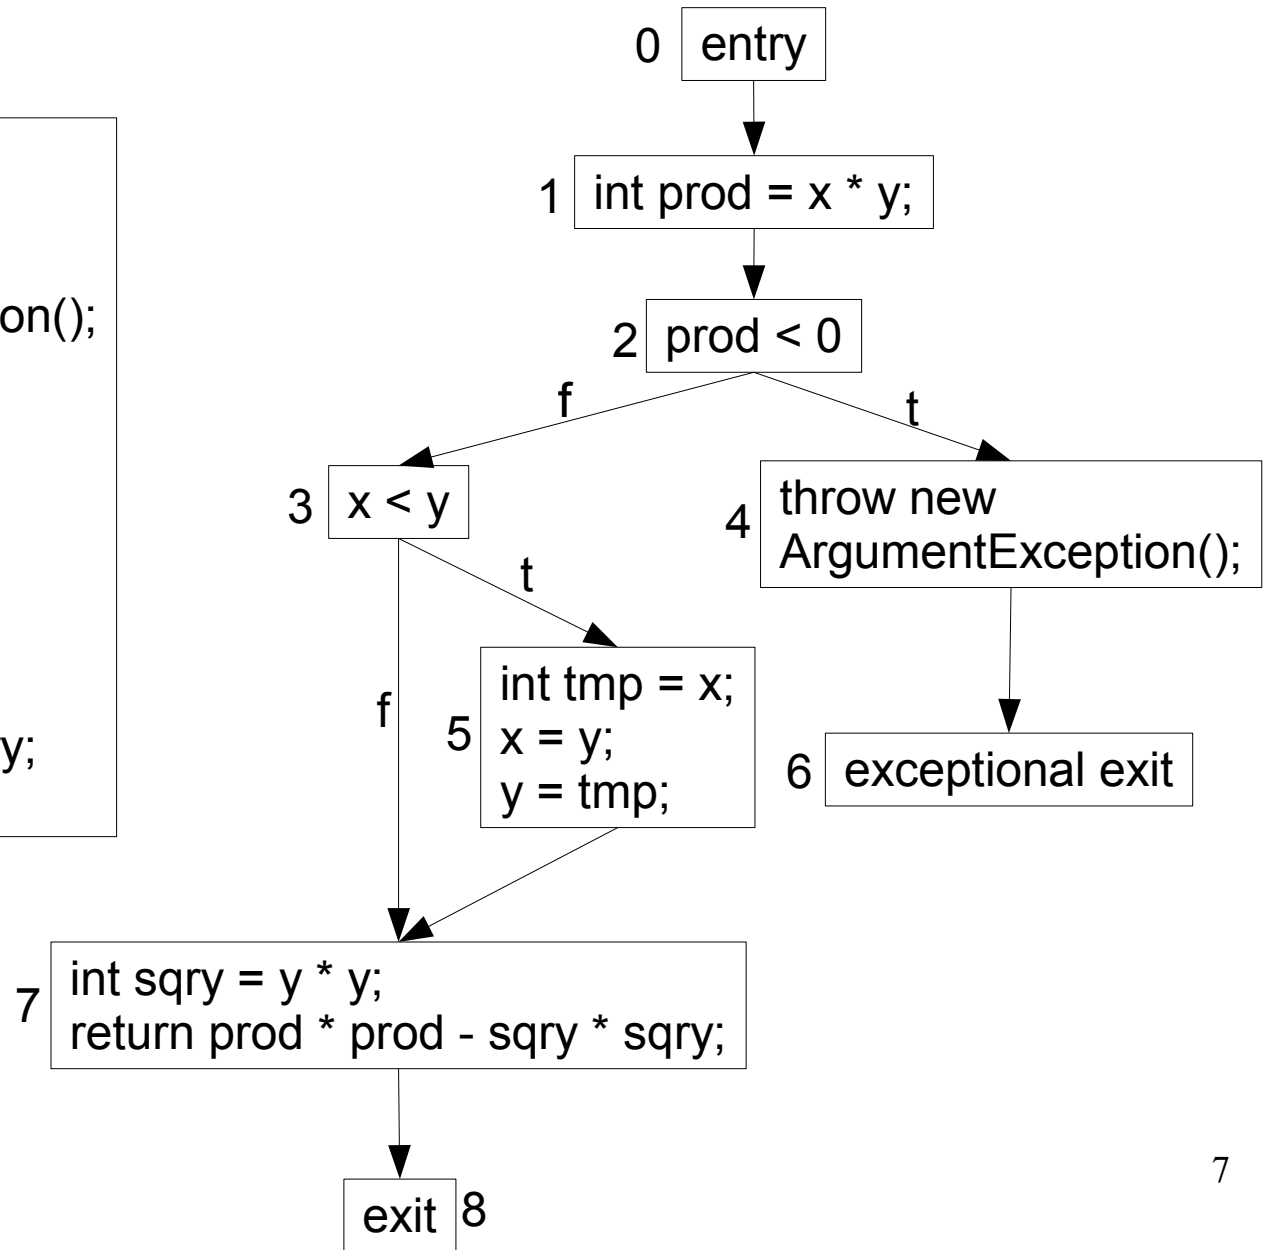 0 entry
1 int prod = x * y;
on();
2 prod < 0
f
t
3 x < y
4 throw new
ArgumentException();
t
f
5 int tmp = x;
x = y;
y = tmp;
y;
6 exceptional exit
7 int sqry = y * y;
return prod * prod - sqry * sqry;
exit 8
7